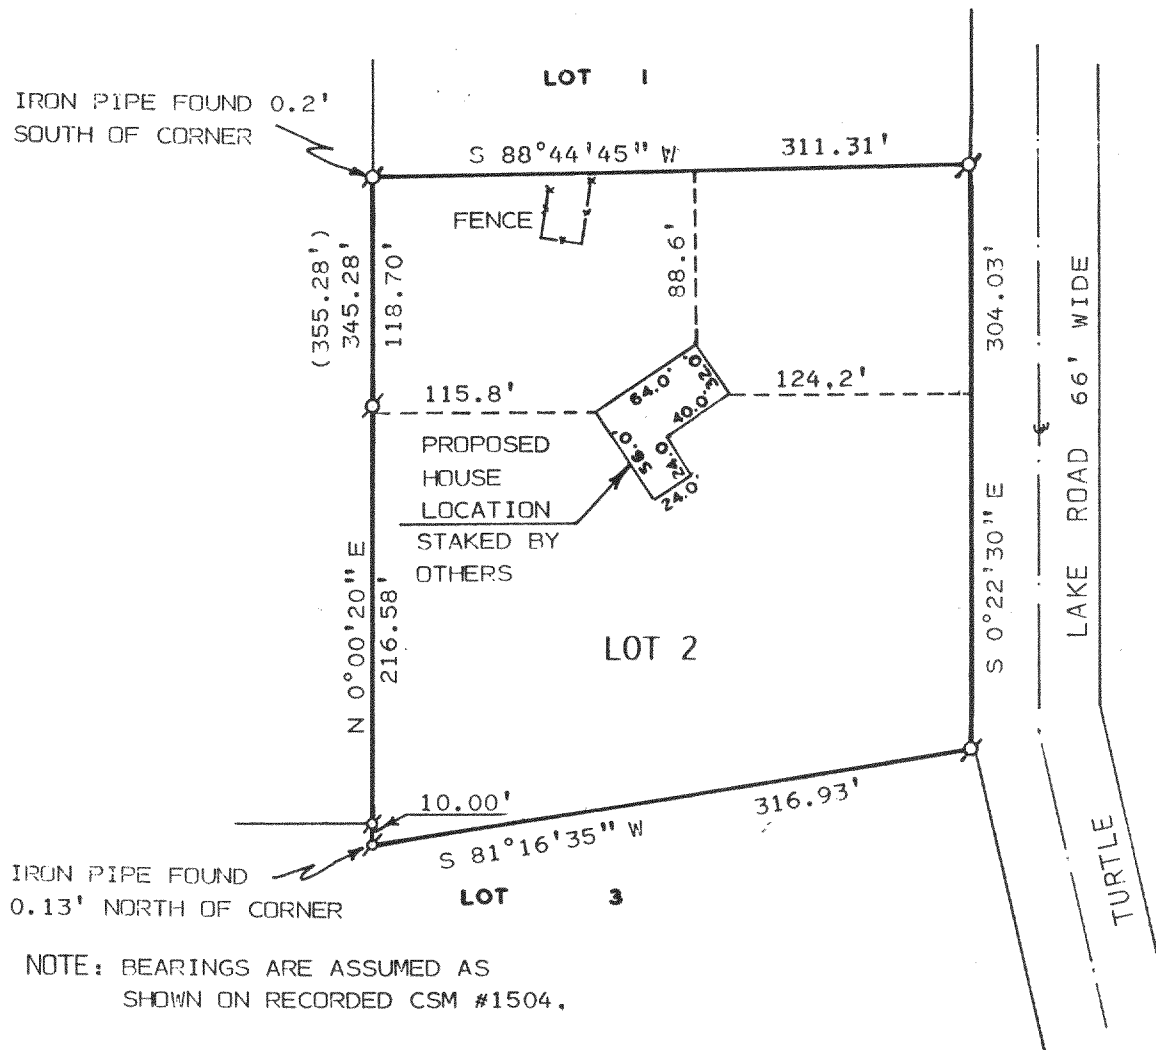 LOT 1
IRON PIPE FOUND 0.2'
SOUTH OF CORNER
S 88°44'45" W
311.31'
FENCE
(355.28')
345.28'
118.70'
88.6'
304.03'
LAKE ROAD 66' WIDE
115.8'
124.2'
64.0'
32.0'
40.0'
56.0'
24.0'
24.0'
PROPOSED
HOUSE
LOCATION
STAKED BY
OTHERS
N 0°00'20" E
216.58'
S 0°22'30" E
LOT 2
10.00'
316.93'
S 81°16'35" W
TURTLE
IRON PIPE FOUND
0.13' NORTH OF CORNER
LOT 3
NOTE: BEARINGS ARE ASSUMED AS
SHOWN ON RECORDED CSM #1504.